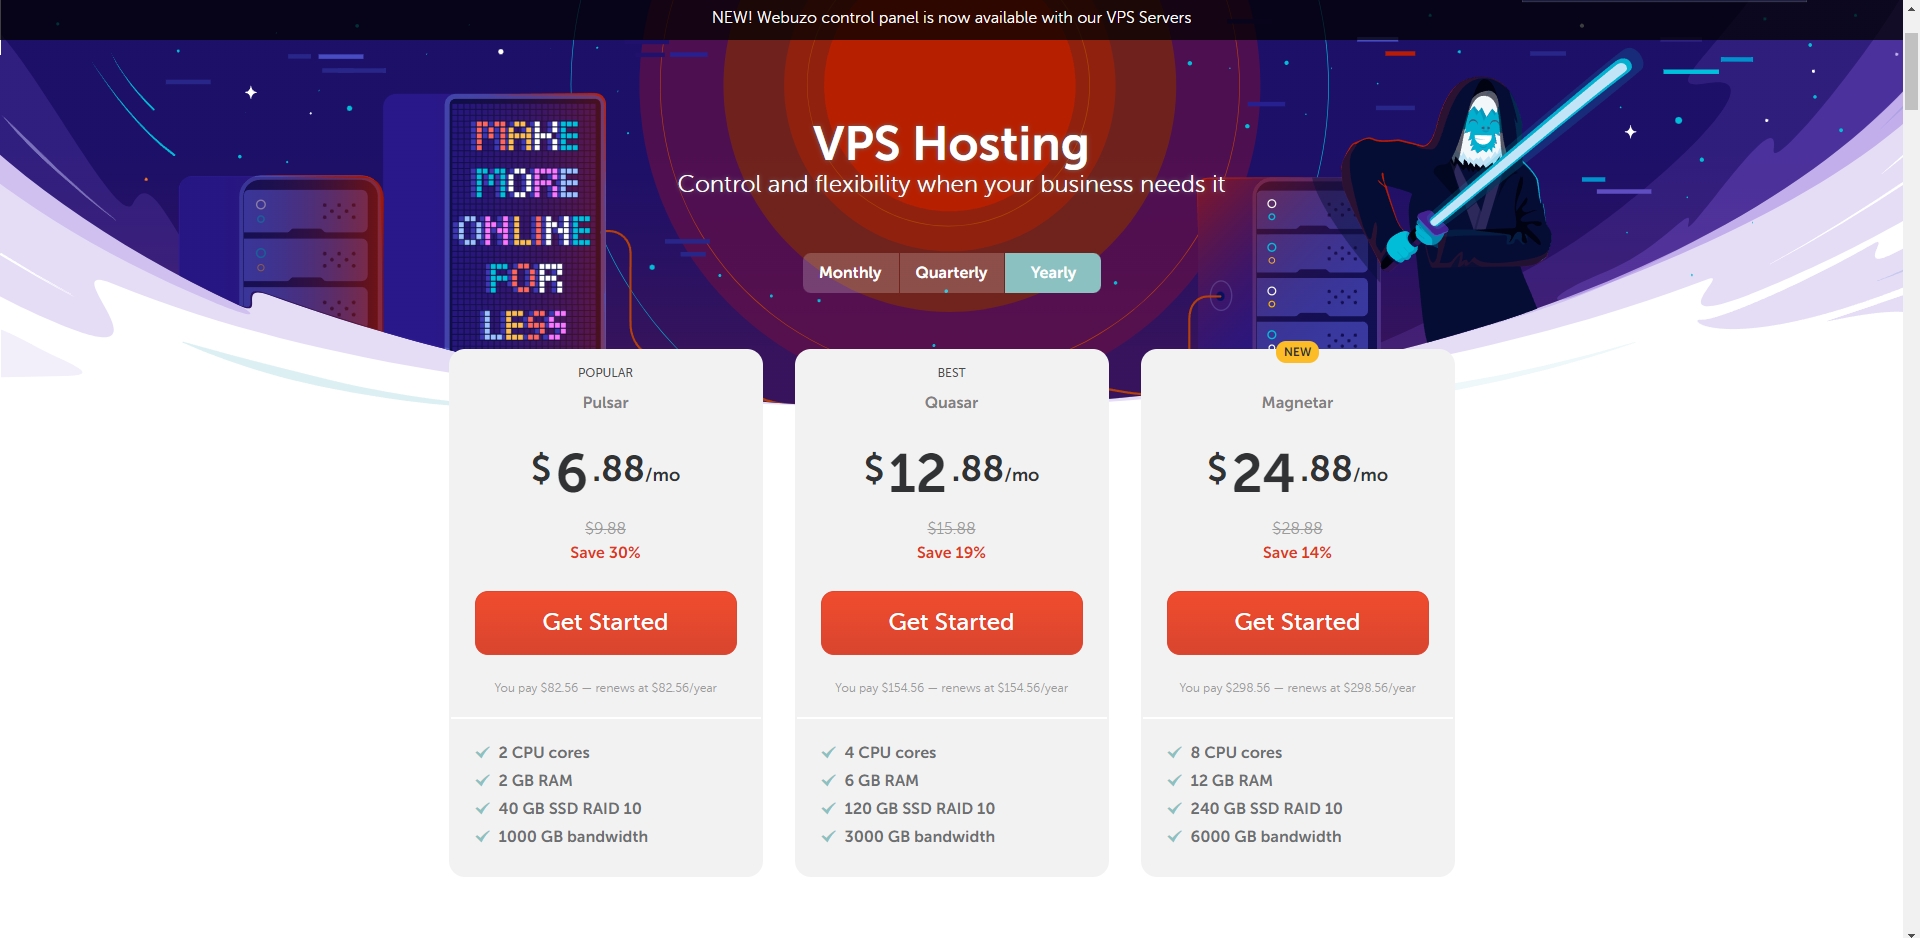 NEW! Webuzo control panel is now available with our VPS Servers
MAKE
MORE
ONLINE
FOR
LESS
VPS Hosting
Control and flexibility when your business needs it
Monthly Quarterly Yearly
POPULAR
Pulsar
$6.88/mo
$9.88
Save 30%
Get Started
You pay $82.56 — renews at $82.56/year
2 CPU cores
2 GB RAM
40 GB SSD RAID 10
1000 GB bandwidth
BEST
Quasar
$12.88/mo
$15.88
Save 19%
Get Started
You pay $154.56 — renews at $154.56/year
4 CPU cores
6 GB RAM
120 GB SSD RAID 10
3000 GB bandwidth
NEW
Magnetar
$24.88/mo
$28.88
Save 14%
Get Started
You pay $298.56 — renews at $298.56/year
8 CPU cores
12 GB RAM
240 GB SSD RAID 10
6000 GB bandwidth